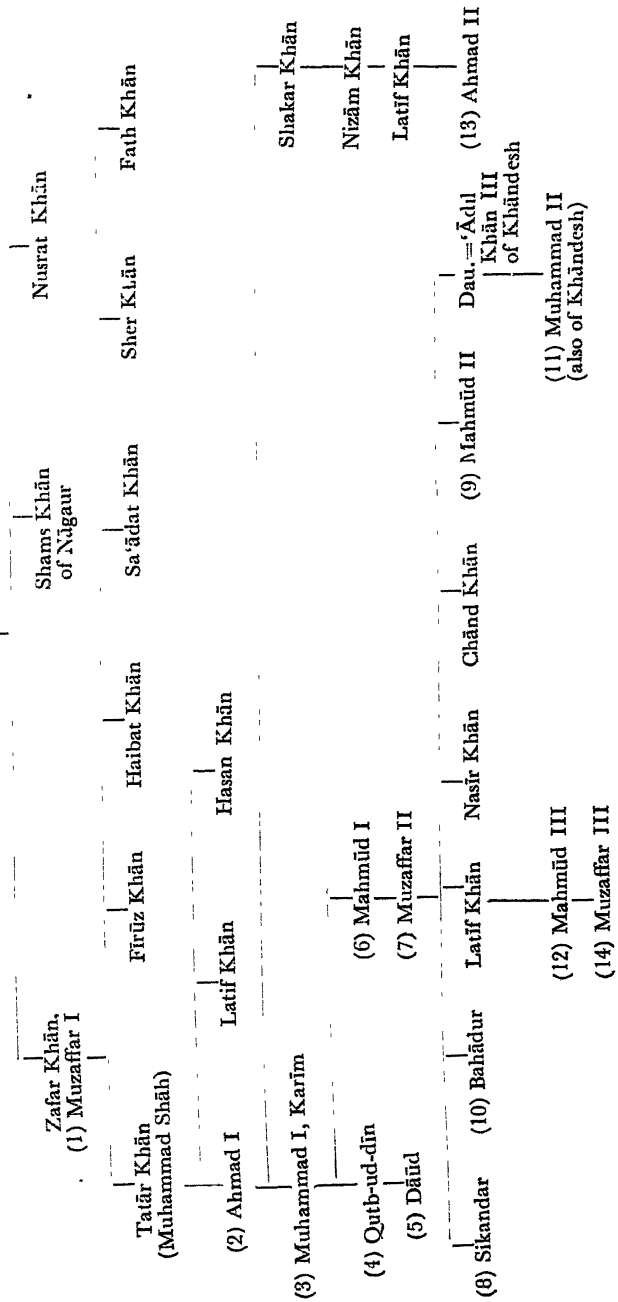 Zafar Khān,
(1) Muzaffar I
Shams Khān
of Nāgaur
Nusrat Khān
Tatār Khān
(Muhammad Shāh)
Fīrūz Khān
Haibat Khān
Sa‘ādat Khān
Sher Khān
Fath Khān
(2) Ahmad I
Latīf Khān
Hasan Khān
(3) Muhammad I, Karīm
Shakar Khān
(4) Qutb-ud-dīn
(6) Mahmūd I
Nizām Khān
(5) Dāūd
(7) Muzaffar II
Latīf Khān
(8) Sikandar
(10) Bahādur
Latīf Khān
Nasīr Khān
Chānd Khān
(9) Mahmūd II
Dau.=‘Ādil
Khān III
of Khāndesh
(13) Ahmad II
(12) Mahmūd III
(11) Muhammad II
(also of Khāndesh)
(14) Muzaffar III